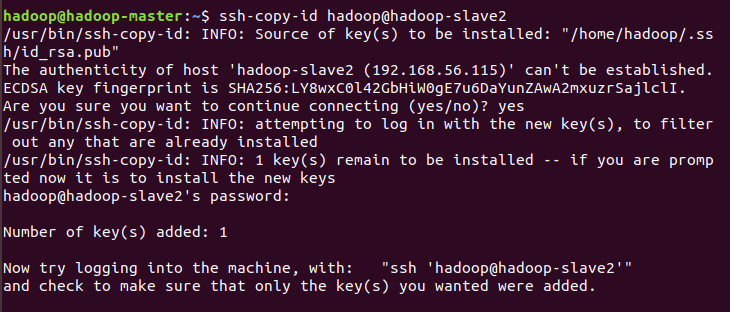 hadoop@hadoop-master:~$ ssh-copy-id hadoop@hadoop-slave2
/usr/bin/ssh-copy-id: INFO: Source of key(s) to be installed: "/home/hadoop/.ss
h/id_rsa.pub"
The authenticity of host 'hadoop-slave2 (192.168.56.115)' can't be established.
ECDSA key fingerprint is SHA256:LY8wxC0l42GbHiW0gE7u6DaYunZAwA2mxuzrSajlclI.
Are you sure you want to continue connecting (yes/no)? yes
/usr/bin/ssh-copy-id: INFO: attempting to log in with the new key(s), to filter
 out any that are already installed
/usr/bin/ssh-copy-id: INFO: 1 key(s) remain to be installed -- if you are promp
ted now it is to install the new keys
hadoop@hadoop-slave2's password:

Number of key(s) added: 1

Now try logging into the machine, with:   "ssh 'hadoop@hadoop-slave2'"
and check to make sure that only the key(s) you wanted were added.